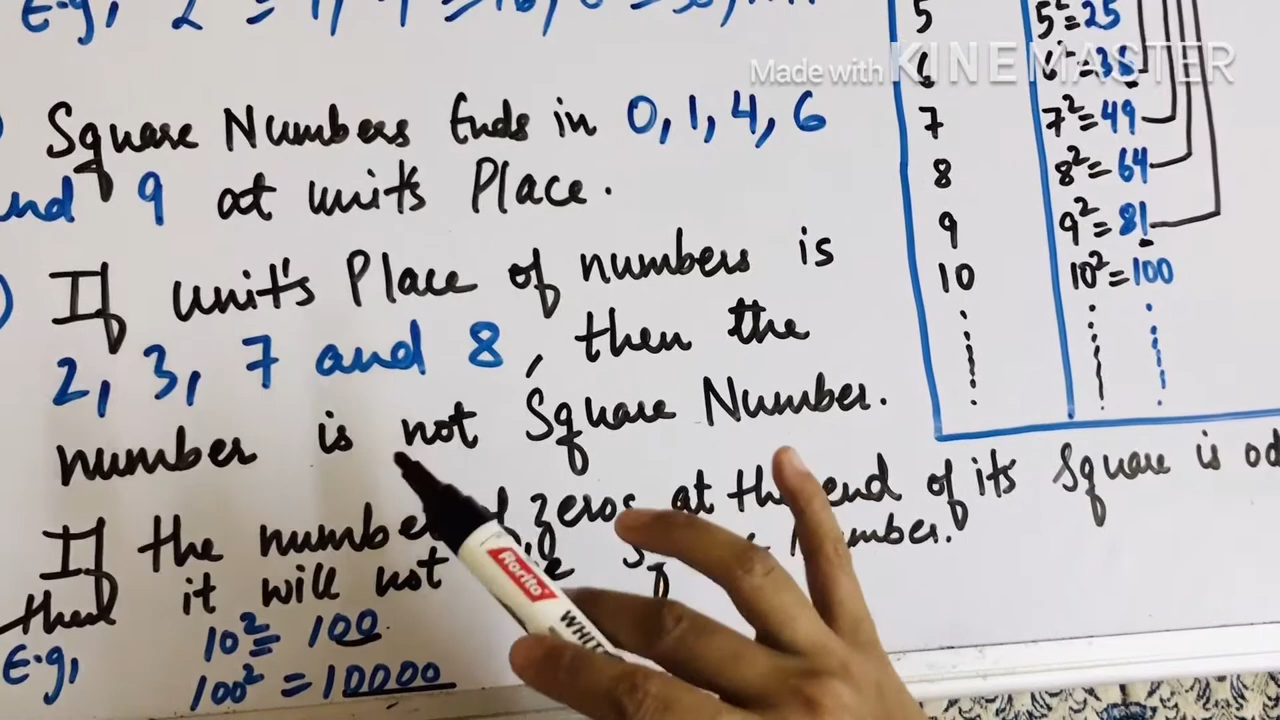 E.g,
Square Numbers Ends in 0, 1, 4, 6
and 9 at unit's Place.
If unit's Place of numbers is
2, 3, 7 and 8, then the
number is not Square Number.
If the number zeros at the end of its Square is
then it will not Number.
E.g, 10² = 100
100² = 10000
5 5² = 25
6 6² = 36
7 7² = 49
8 8² = 64
9 9² = 81
10 10² = 100
Made with KINEMASTER
Rorito